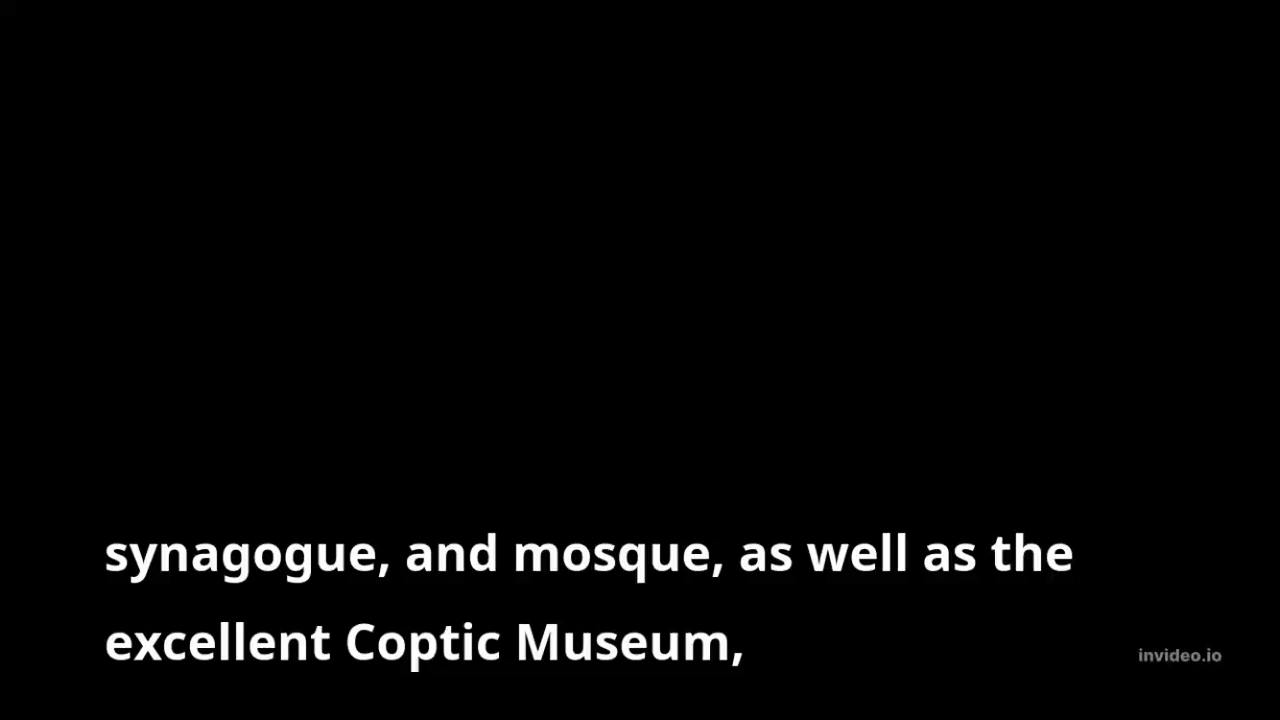 synagogue, and mosque, as well as the
excellent Coptic Museum,
invideo.io